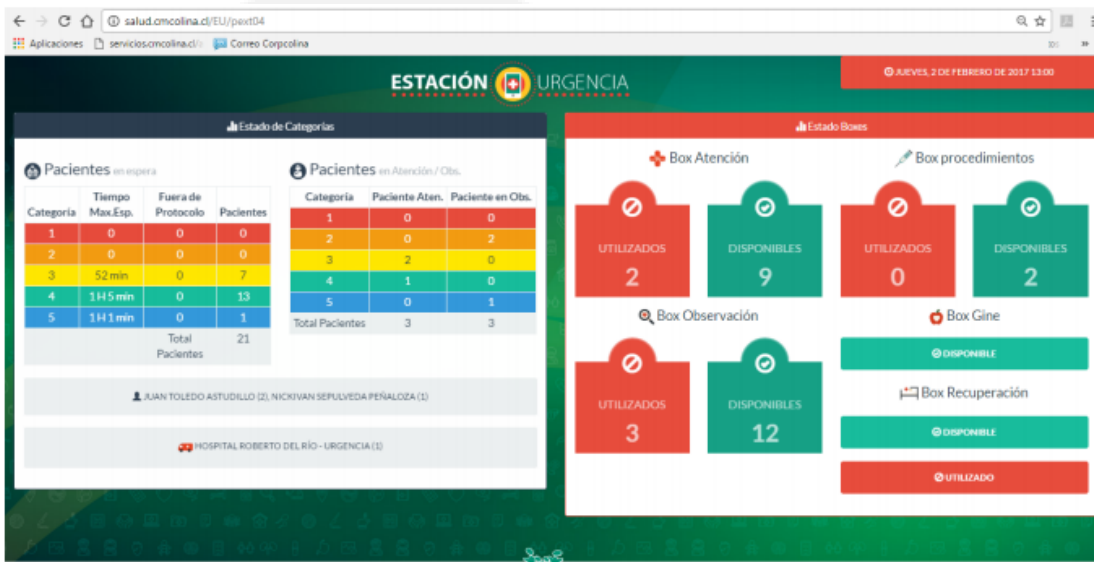 salud.cmcolina.cl/EU/pext04
Aplicaciones servicios.cmcolina.cl/ Correo Corpcolina
ESTACIÓN URGENCIA
JUEVES, 2 DE FEBRERO DE 2017 13:00
Estado de Categorías
Pacientes en espera
Categoría Tiempo Max.Esp. Fuera de Protocolo Pacientes
1 0 0 0
2 0 0 0
3 52 min 0 7
4 1 H 5 min 0 13
5 1 H 1 min 0 1
Total Pacientes 21
Pacientes en Atención / Obs.
Categoría Paciente Aten. Paciente en Obs.
1 0 0
2 0 2
3 2 0
4 1 0
5 0 1
Total Pacientes 3 3
JUAN TOLEDO ASTUDILLO (2), NICKIVAN SEPULVEDA PEÑALOZA (1)
HOSPITAL ROBERTO DEL RÍO - URGENCIA (1)
Estado Boxes
Box Atención
UTILIZADOS
2
DISPONIBLES
9
Box procedimientos
UTILIZADOS
0
DISPONIBLES
2
Box Observación
UTILIZADOS
3
DISPONIBLES
12
Box Gine
DISPONIBLE
Box Recuperación
DISPONIBLE
UTILIZADO